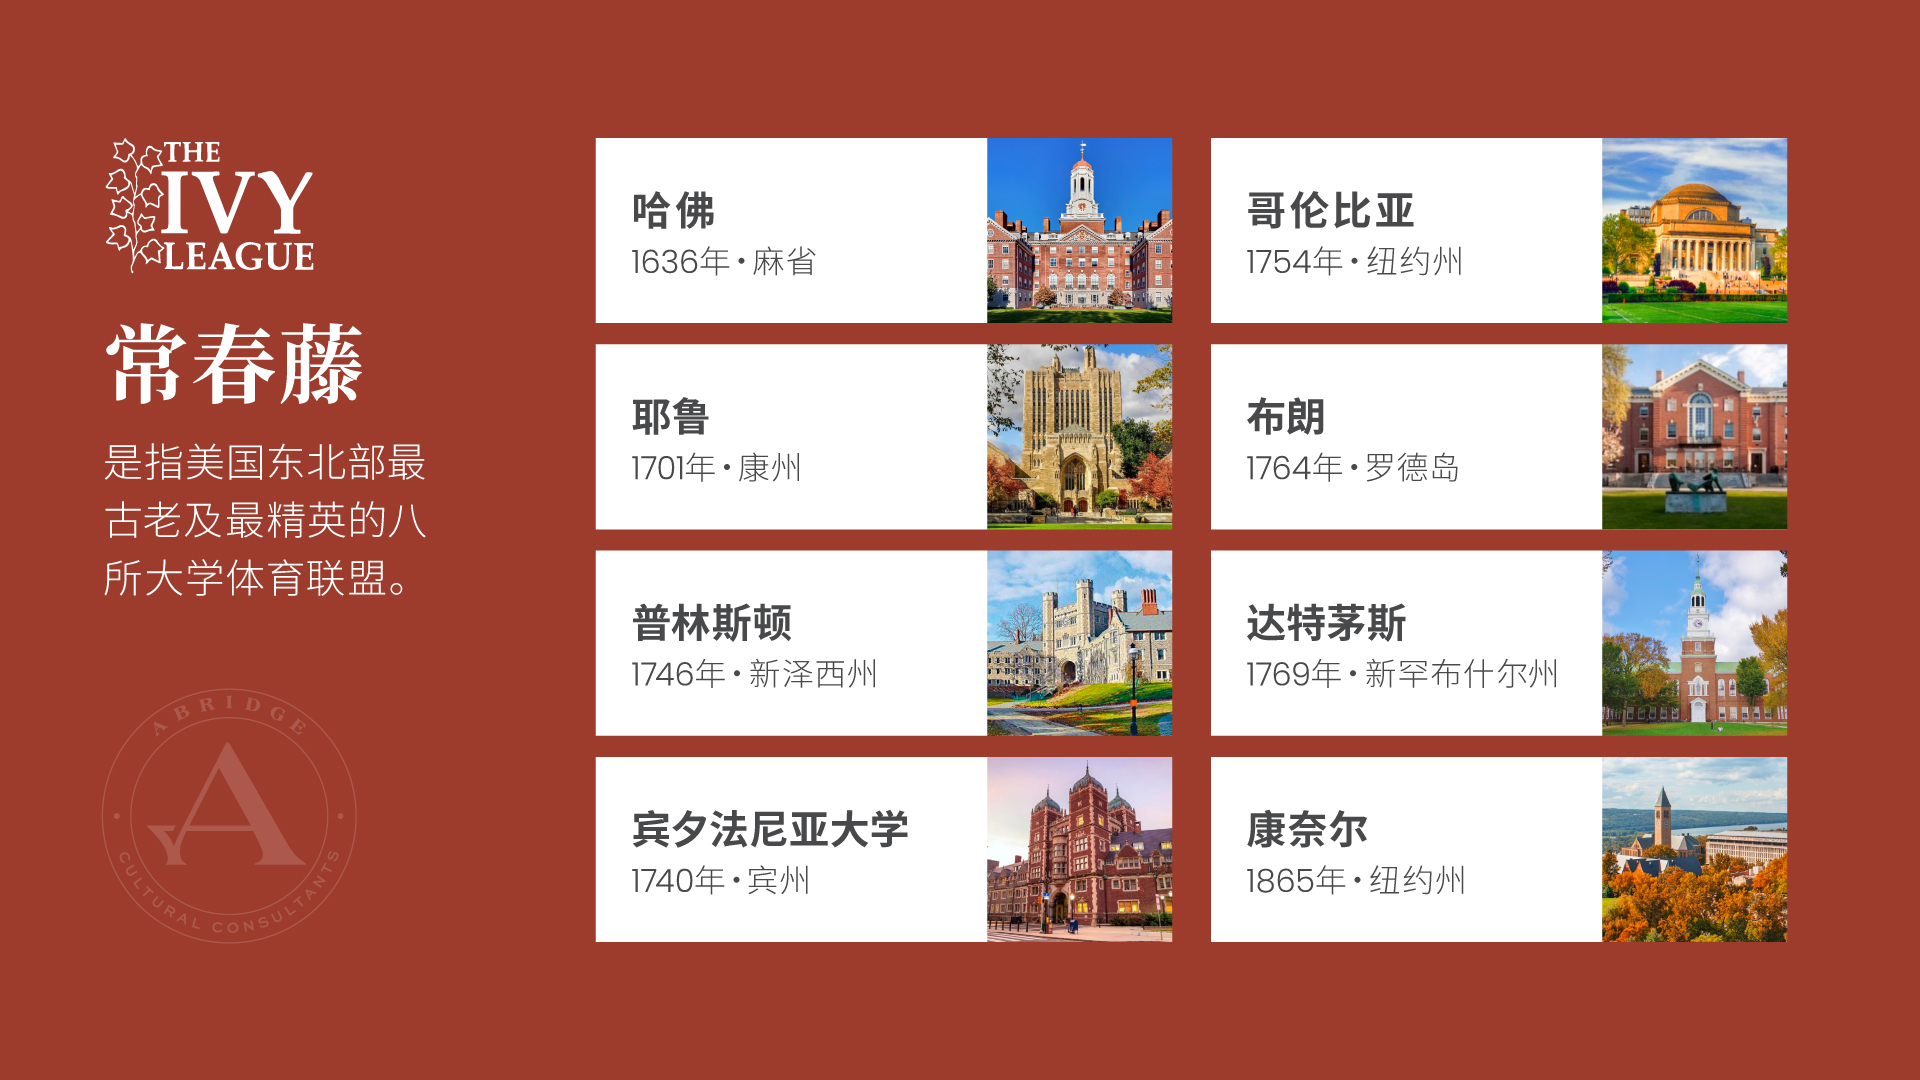 THE
IVY
LEAGUE
常春藤
是指美国东北部最
古老及最精英的八
所大学体育联盟。
ABRIDGE
A
CULTURAL CONSULTANTS
哈佛
1636年•麻省
耶鲁
1701年•康州
普林斯顿
1746年•新泽西州
宾夕法尼亚大学
1740年•宾州
哥伦比亚
1754年•纽约州
布朗
1764年•罗德岛
达特茅斯
1769年•新罕布什尔州
康奈尔
1865年•纽约州